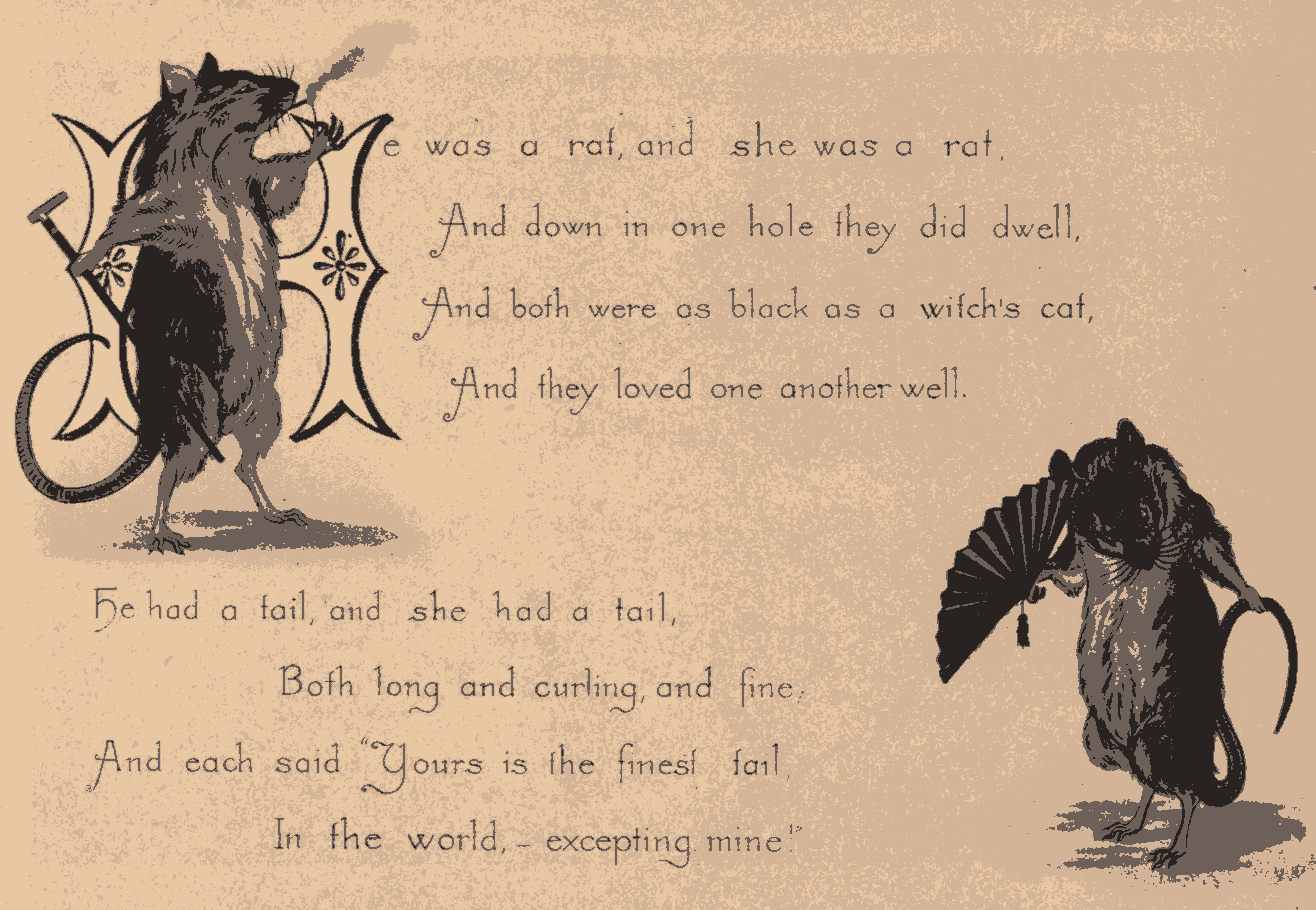 He was a rat, and she was a rat,
And down in one hole they did dwell,
And both were as black as a witch's cat,
And they loved one another well.
He had a tail, and she had a tail,
Both long and curling, and fine;
And each said "Yours is the finest tail
In the world, – excepting mine!"